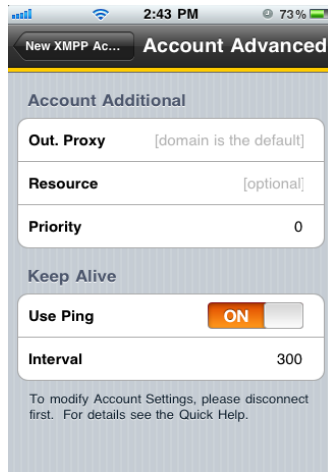 2:43 PM
73%
New XMPP Ac...
Account Advanced
Account Additional
Out. Proxy [domain is the default]
Resource [optional]
Priority 0
Keep Alive
Use Ping ON
Interval 300
To modify Account Settings, please disconnect
first. For details see the Quick Help.